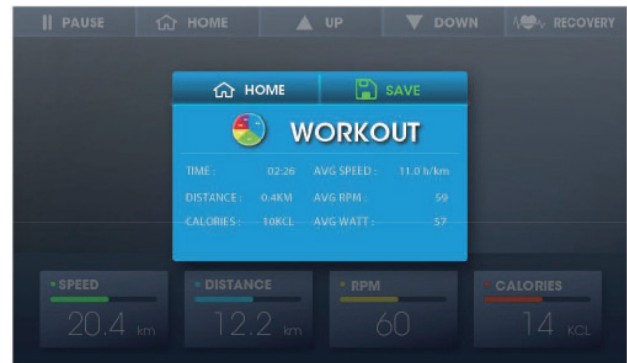 PAUSE HOME UP DOWN RECOVERY
HOME SAVE
WORKOUT
TIME : 02:26 AVG SPEED : 11.0 h/km
DISTANCE : 0.4KM AVG RPM : 59
CALORIES : 10KCL AVG WATT : 57
SPEED DISTANCE RPM CALORIES
20.4 km 12.2 km 60 14 KCL